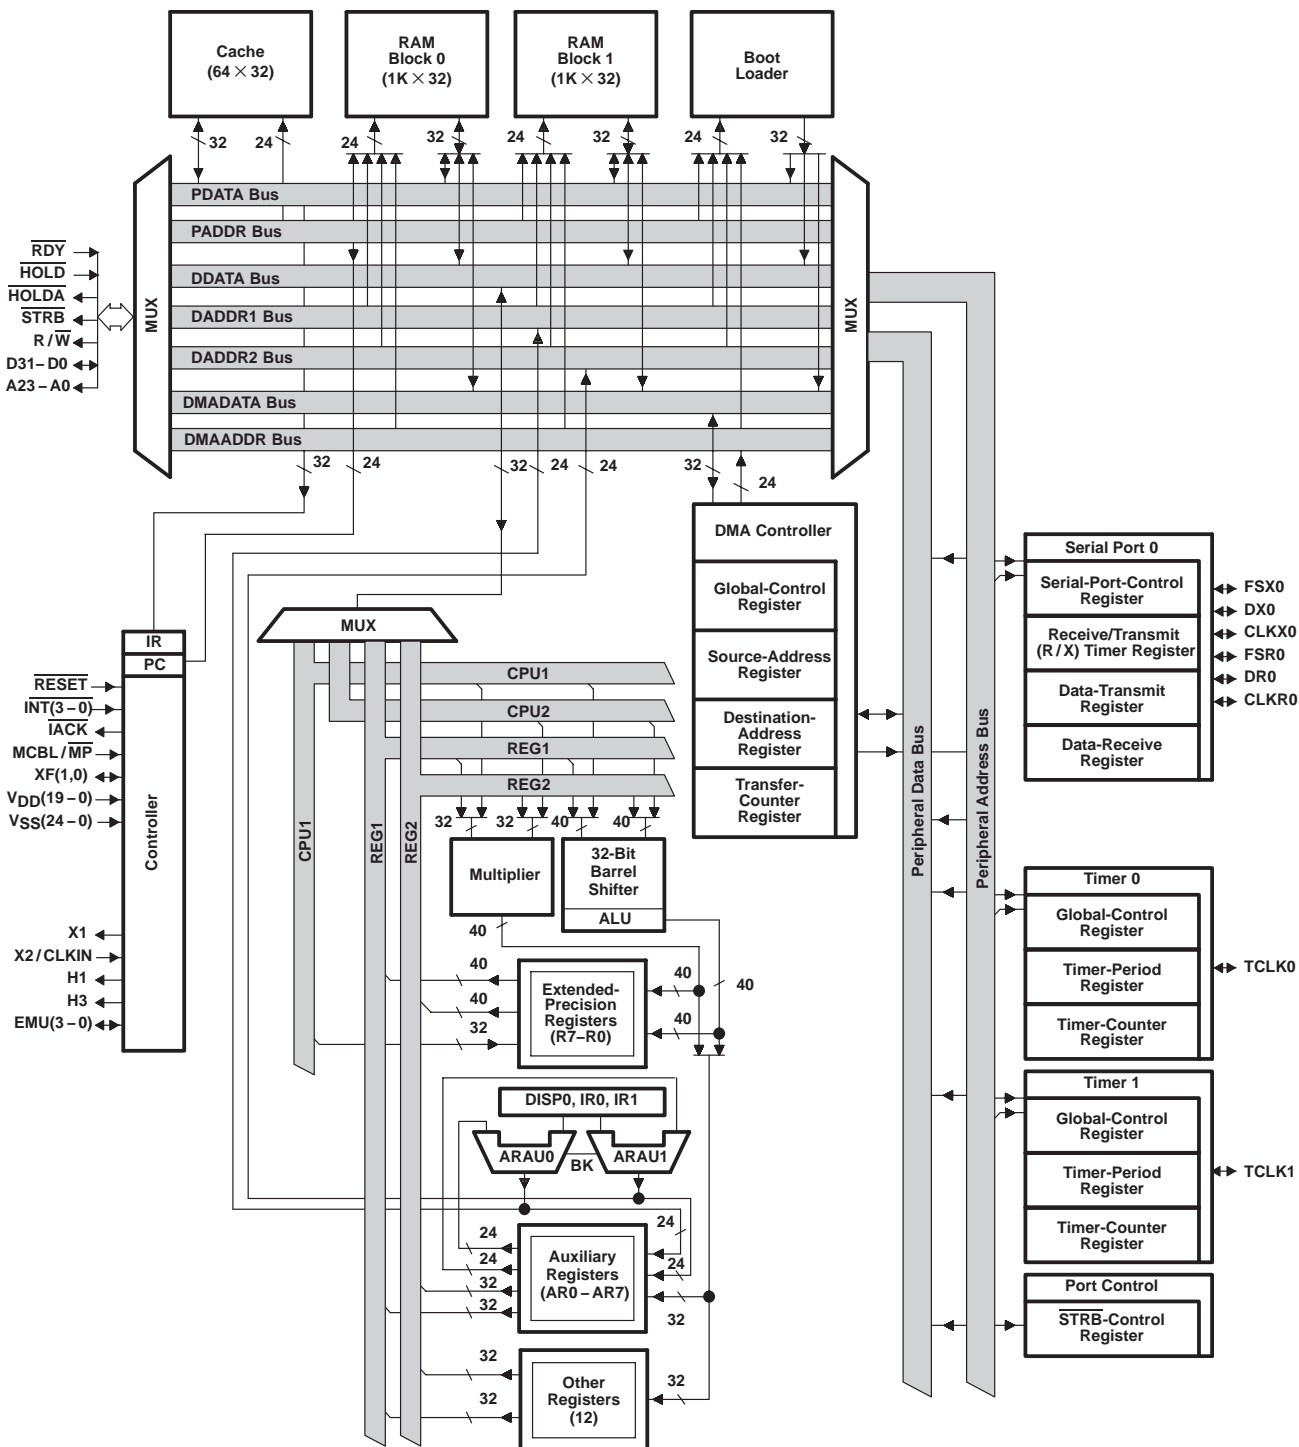 Cache
(64 × 32)
RAM
Block 0
(1K × 32)
RAM
Block 1
(1K × 32)
Boot
Loader
32
24
24
32
24
32
24
32
MUX
PDATA Bus
PADDR Bus
DDATA Bus
DADDR1 Bus
DADDR2 Bus
DMADATA Bus
DMAADDR Bus
MUX
RDY
HOLD
HOLDA
STRB
R/W
D31–D0
A23–A0
32
24
32
24
24
32
24
IR
PC
Controller
RESET
INT(3–0)
IACK
MCBL/MP
XF(1,0)
VDD(19–0)
VSS(24–0)
X1
X2/CLKIN
H1
H3
EMU(3–0)
MUX
CPU1
CPU2
REG1
REG2
CPU1
REG1
REG2
32
32
40
40
Multiplier
32-Bit
Barrel
Shifter
ALU
40
40
40
40
32
Extended-
Precision
Registers
(R7–R0)
40
40
40
DISP0, IR0, IR1
ARAU0
BK
ARAU1
24
24
32
32
Auxiliary
Registers
(AR0–AR7)
24
24
32
32
32
Other
Registers
(12)
32
DMA Controller
Global-Control
Register
Source-Address
Register
Destination-
Address
Register
Transfer-
Counter
Register
Peripheral Data Bus
Peripheral Address Bus
Serial Port 0
Serial-Port-Control
Register
Receive/Transmit
(R/X) Timer Register
Data-Transmit
Register
Data-Receive
Register
FSX0
DX0
CLKX0
FSR0
DR0
CLKR0
Timer 0
Global-Control
Register
Timer-Period
Register
Timer-Counter
Register
TCLK0
Timer 1
Global-Control
Register
Timer-Period
Register
Timer-Counter
Register
TCLK1
Port Control
STRB-Control
Register